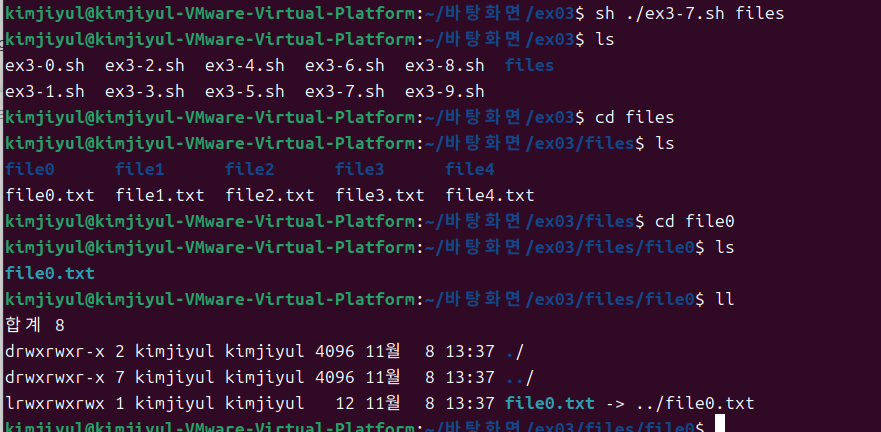 kimjiyul@kimjiyul-VMware-Virtual-Platform:~/바탕화면/ex03$ sh ./ex3-7.sh files
kimjiyul@kimjiyul-VMware-Virtual-Platform:~/바탕화면/ex03$ ls
ex3-0.sh  ex3-2.sh  ex3-4.sh  ex3-6.sh  ex3-8.sh  files
ex3-1.sh  ex3-3.sh  ex3-5.sh  ex3-7.sh  ex3-9.sh
kimjiyul@kimjiyul-VMware-Virtual-Platform:~/바탕화면/ex03$ cd files
kimjiyul@kimjiyul-VMware-Virtual-Platform:~/바탕화면/ex03/files$ ls
file0      file1      file2      file3      file4
file0.txt  file1.txt  file2.txt  file3.txt  file4.txt
kimjiyul@kimjiyul-VMware-Virtual-Platform:~/바탕화면/ex03/files$ cd file0
kimjiyul@kimjiyul-VMware-Virtual-Platform:~/바탕화면/ex03/files/file0$ ls
file0.txt
kimjiyul@kimjiyul-VMware-Virtual-Platform:~/바탕화면/ex03/files/file0$ ll
합계 8
drwxrwxr-x 2 kimjiyul kimjiyul 4096 11월  8 13:37 ./
drwxrwxr-x 7 kimjiyul kimjiyul 4096 11월  8 13:37 ../
lrwxrwxrwx 1 kimjiyul kimjiyul   12 11월  8 13:37 file0.txt -> ../file0.txt
kimjiyul@kimjiyul-VMware-Virtual-Platform:~/바탕화면/ex03/files/file0$